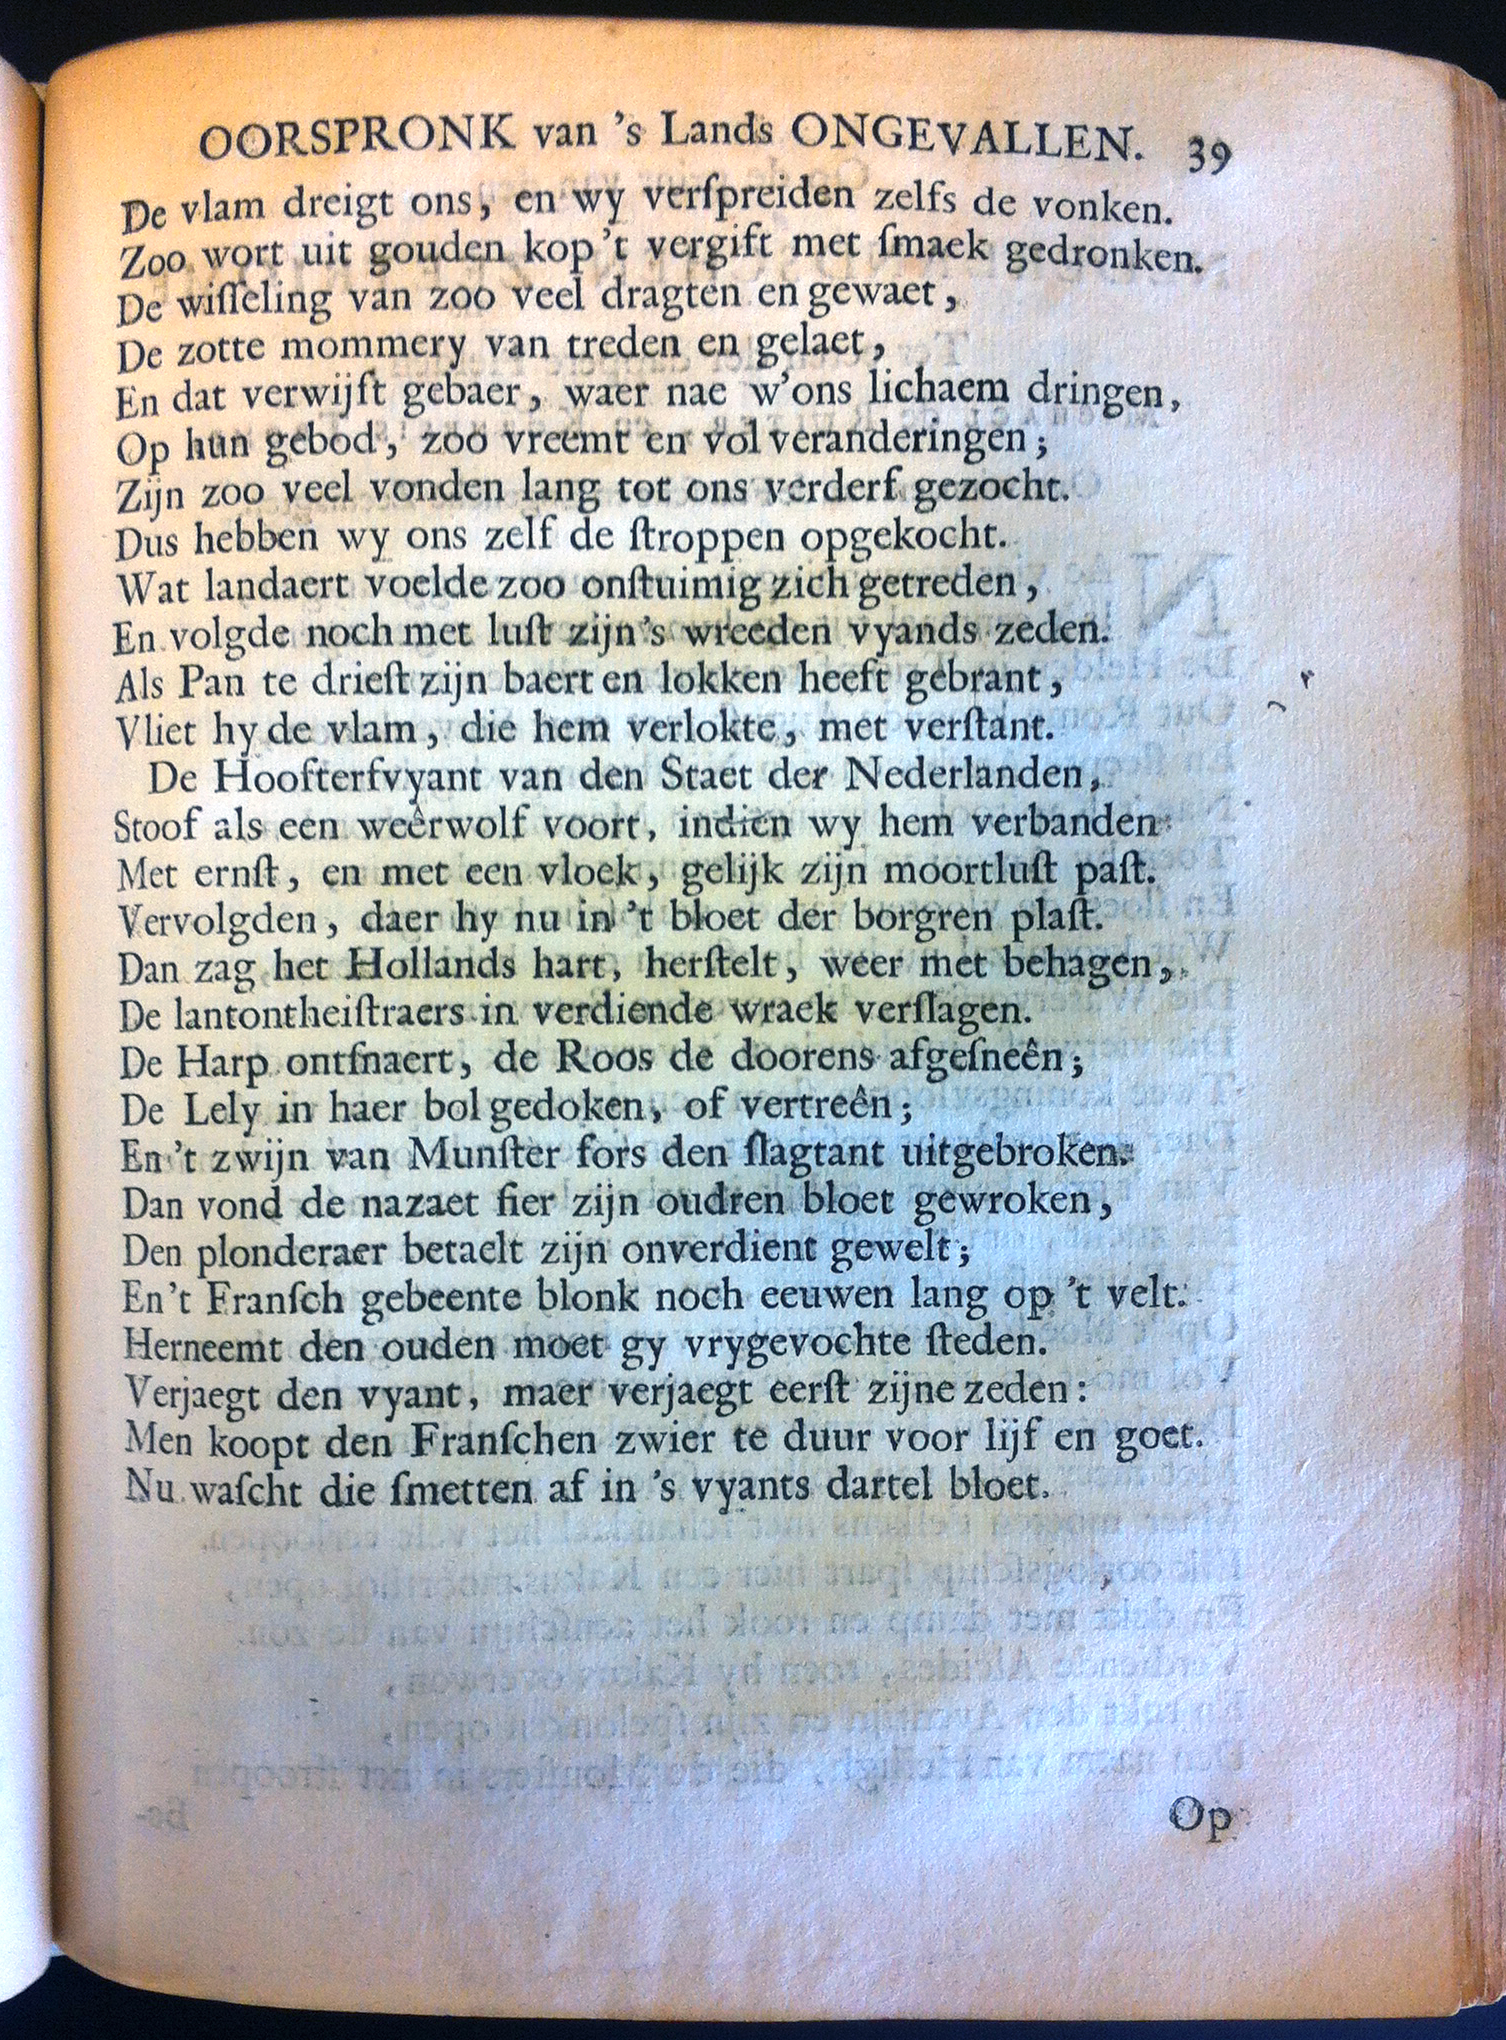 OORSPRONK van 's Lands ONGEVALLEN. 39
De vlam dreigt ons, en wy verſpreiden zelfs de vonken.
Zoo wort uit gouden kop 't vergift met ſmaek gedronken.
De wiſſeling van zoo veel dragten en gewaet,
De zotte mommery van treden en gelaet,
En dat verwijft gebaer, waer nae w'ons lichaem dringen,
Op hun gebod, zoo vreemt en vol veranderingen;
Zijn zoo veel vonden lang tot ons verderf gezocht.
Dus hebben wy ons zelf de ſtroppen opgekocht.
Wat landaert voelde zoo onſtuimig zich getreden,
En volgde noch met luſt zijn 's wreeden vyands zeden.
Als Pan te drieſt zijn baert en lokken heeft gebrant,
Vliet hy de vlam, die hem verlokte, met verſtant.
De Hoofterfvyant van den Staet der Nederlanden,
Stoof als een weêrwolf voort, indien wy hem verbanden
Met ernſt, en met een vloek, gelijk zijn moortluſt paſt.
Vervolgden, daer hy nu in 't bloet der borgren plaſt.
Dan zag het Hollands hart, herſtelt, weer met behagen,
De lantontheiſtraers in verdiende wraek verſlagen.
De Harp ontſnaert, de Roos de doorens afgeſneên;
De Lely in haer bol gedoken, of vertreên;
En 't zwijn van Munſter fors den ſlagtant uitgebroken.
Dan vond de nazaet fier zijn oudren bloet gewroken,
Den plonderaer betaelt zijn onverdient gewelt;
En 't Franſch gebeente blonk noch eeuwen lang op 't velt.
Herneemt den ouden moet gy vrygevochte ſteden.
Verjaegt den vyant, maer verjaegt eerſt zijne zeden:
Men koopt den Franſchen zwier te duur voor lijf en goet.
Nu waſcht die ſmetten af in 's vyants dartel bloet.
Op